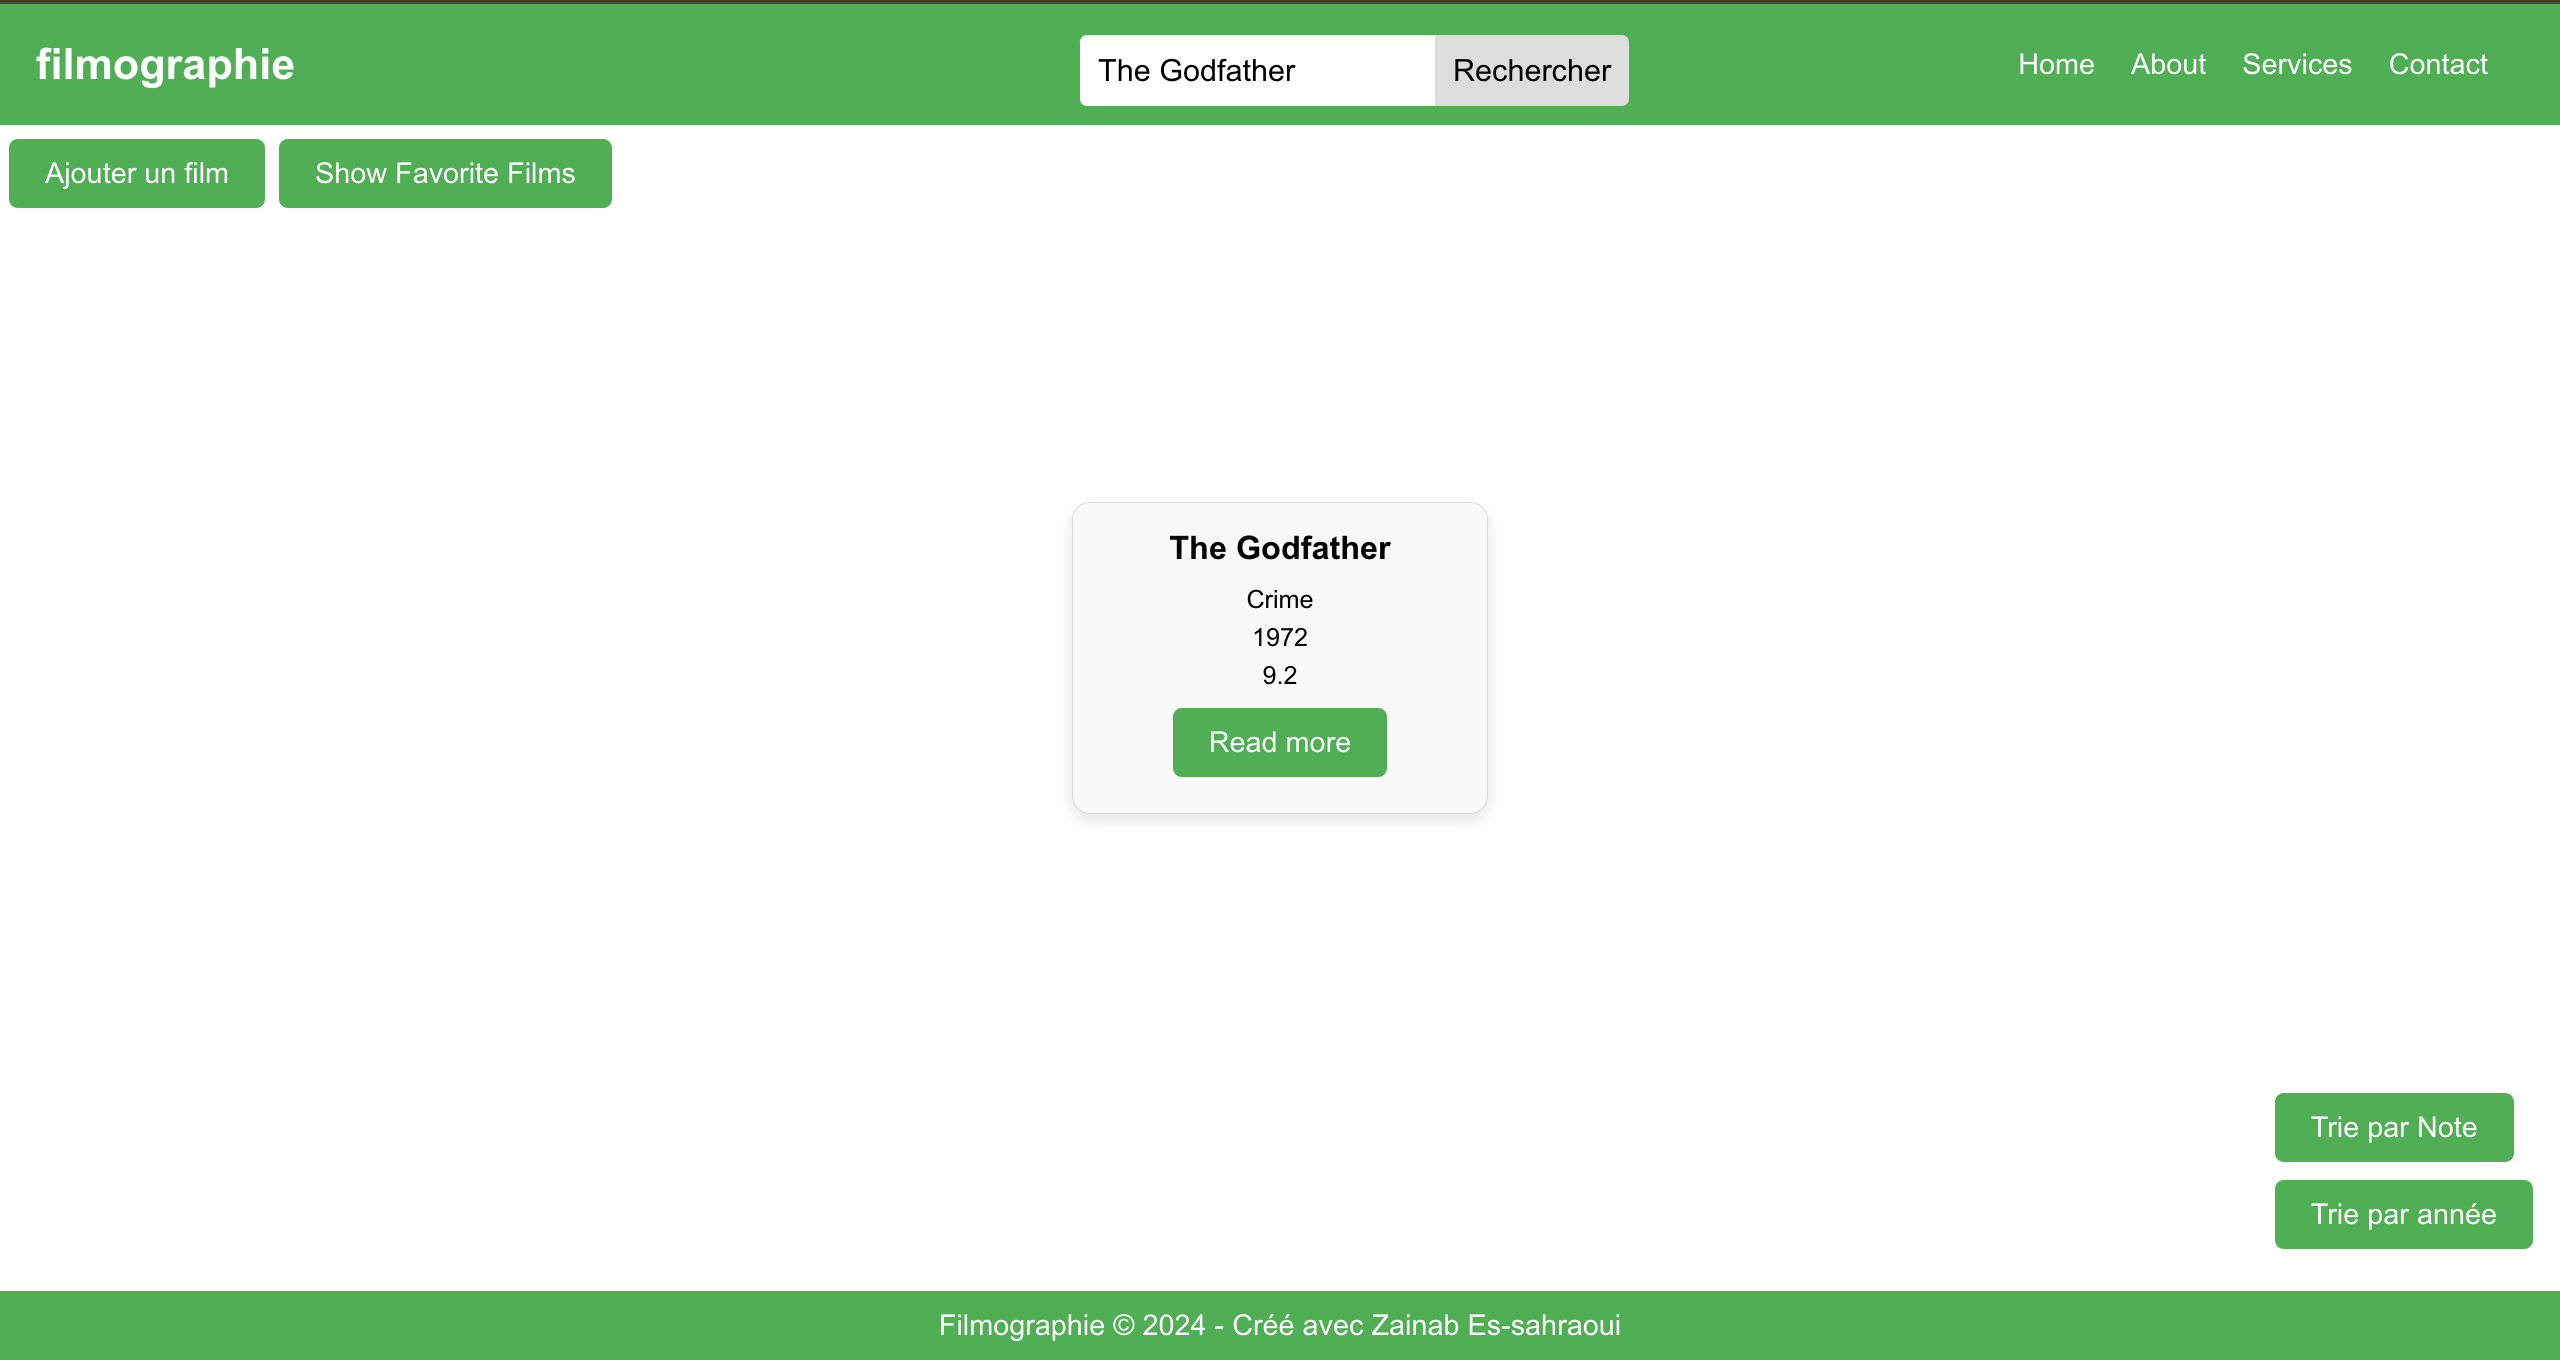 filmographie
The Godfather Rechercher
Home About Services Contact
Ajouter un film Show Favorite Films
The Godfather
Crime
1972
9.2
Read more
Trie par Note
Trie par année
Filmographie © 2024 - Créé avec Zainab Es-sahraoui